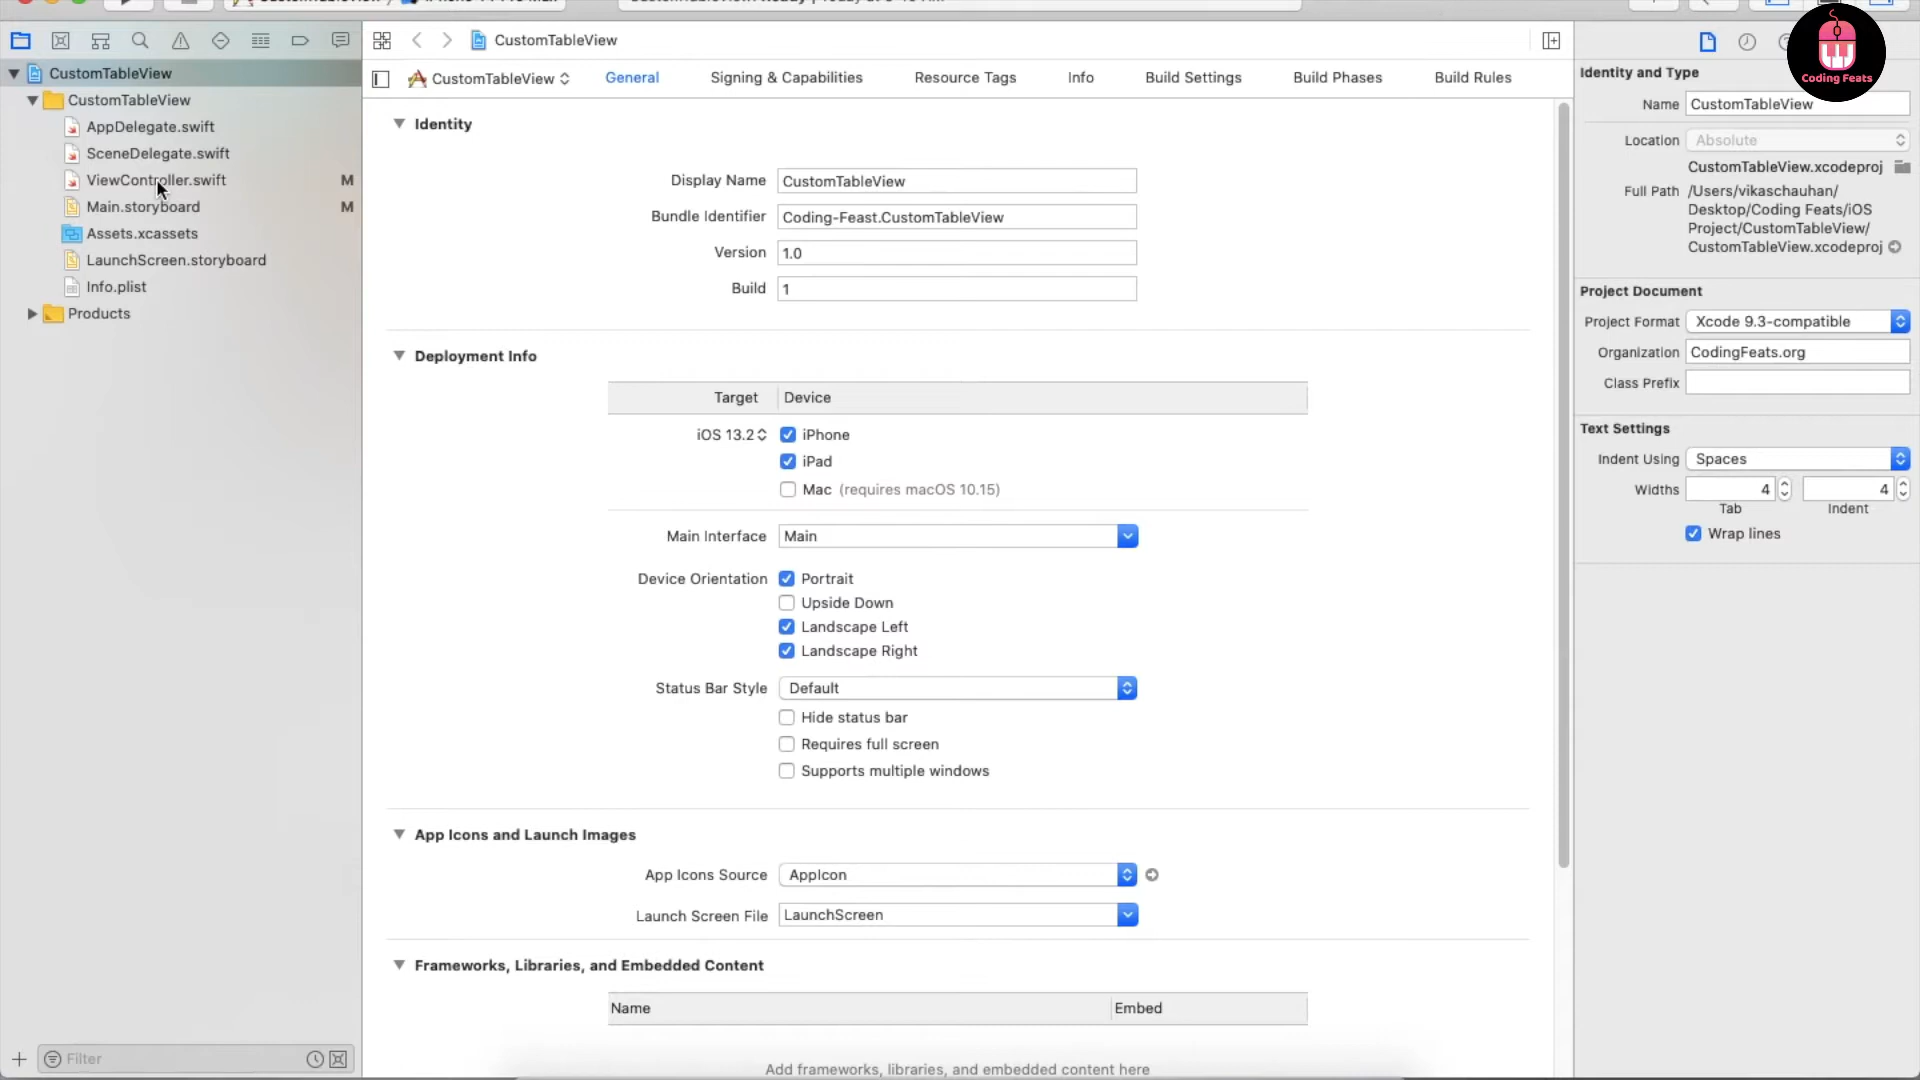 CustomTableView
General
Signing & Capabilities
Resource Tags
Info
Build Settings
Build Phases
Build Rules
CustomTableView
CustomTableView
CustomTableView
AppDelegate.swift
SceneDelegate.swift
ViewController.swift M
Main.storyboard M
Assets.xcassets
LaunchScreen.storyboard
Info.plist
Products
Filter
Identity
Display Name CustomTableView
Bundle Identifier Coding-Feast.CustomTableView
Version 1.0
Build 1
Deployment Info
Target Device
iOS 13.2 iPhone
iPad
Mac (requires macOS 10.15)
Main Interface Main
Device Orientation Portrait
Upside Down
Landscape Left
Landscape Right
Status Bar Style Default
Hide status bar
Requires full screen
Supports multiple windows
App Icons and Launch Images
App Icons Source AppIcon
Launch Screen File LaunchScreen
Frameworks, Libraries, and Embedded Content
Name Embed
Add frameworks, libraries, and embedded content here
Coding Feats
Identity and Type
Name CustomTableView
Location Absolute
CustomTableView.xcodeproj
Full Path /Users/vikaschauhan/
Desktop/Coding Feats/iOS
Project/CustomTableView/
CustomTableView.xcodeproj
Project Document
Project Format Xcode 9.3-compatible
Organization CodingFeats.org
Class Prefix
Text Settings
Indent Using Spaces
Widths 4 4
Tab Indent
Wrap lines